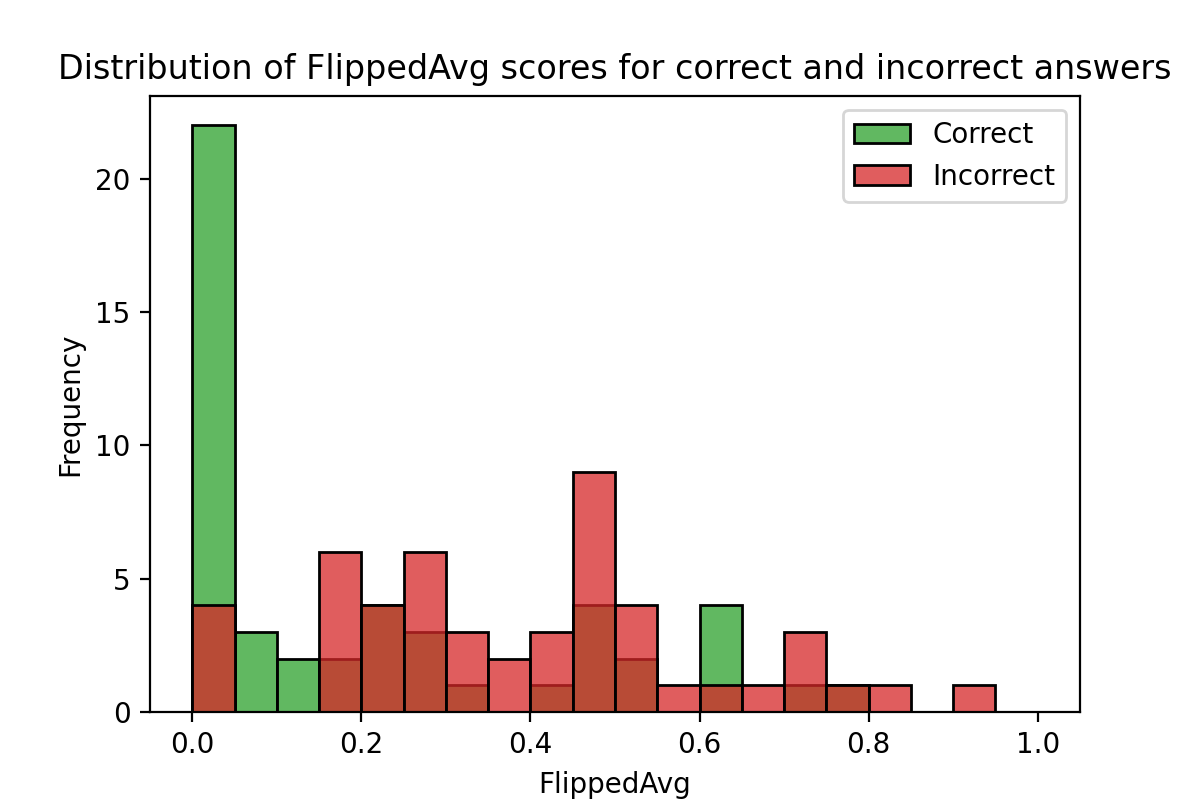 Distribution of FlippedAvg scores for correct and incorrect answers
Correct
Incorrect
Frequency
20
15
10
5
0
0.0 0.2 0.4 0.6 0.8 1.0
FlippedAvg